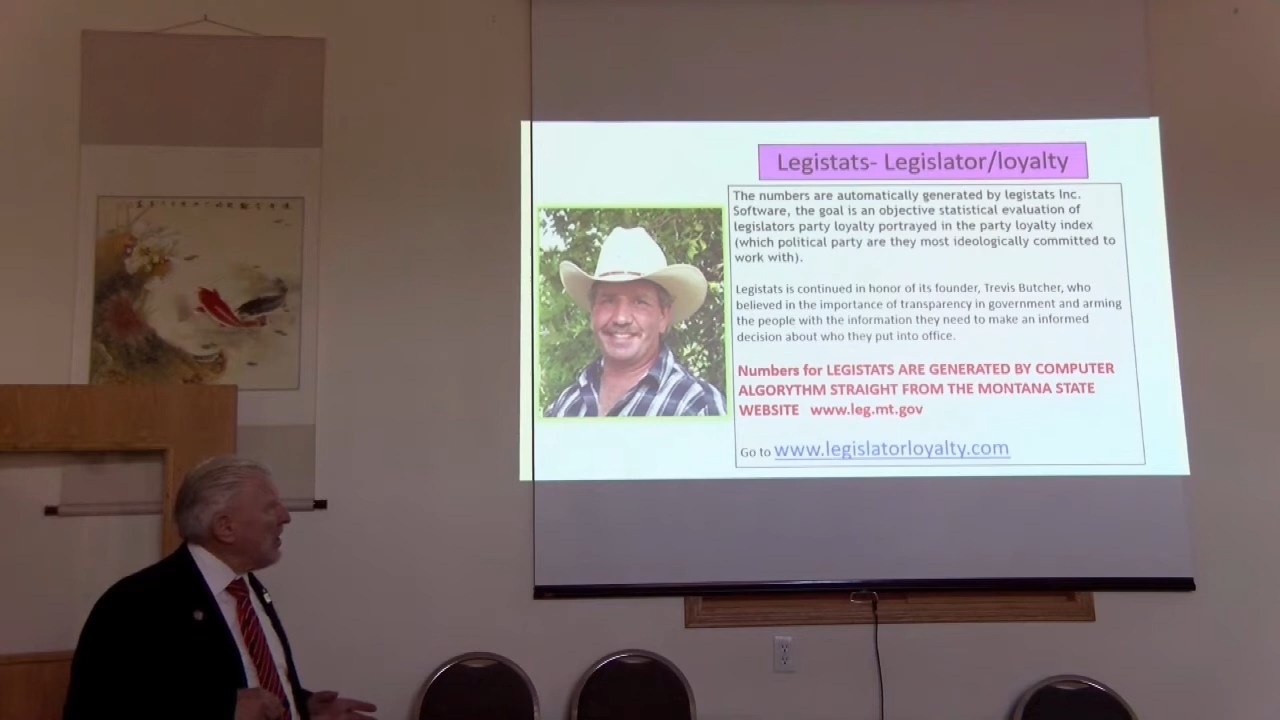 Legistats- Legislator/loyalty
The numbers are automatically generated by legistats Inc.
Software, the goal is an objective statistical evaluation of
legislators party loyalty portrayed in the party loyalty index
(which political party are they most ideologically committed to
work with).
Legistats is continued in honor of its founder, Trevis Butcher, who
believed in the importance of transparency in government and arming
the people with the information they need to make an informed
decision about who they put into office.
Numbers for LEGISTATS ARE GENERATED BY COMPUTER
ALGORYTHM STRAIGHT FROM THE MONTANA STATE
WEBSITE www.leg.mt.gov
Go to www.legislatorloyalty.com